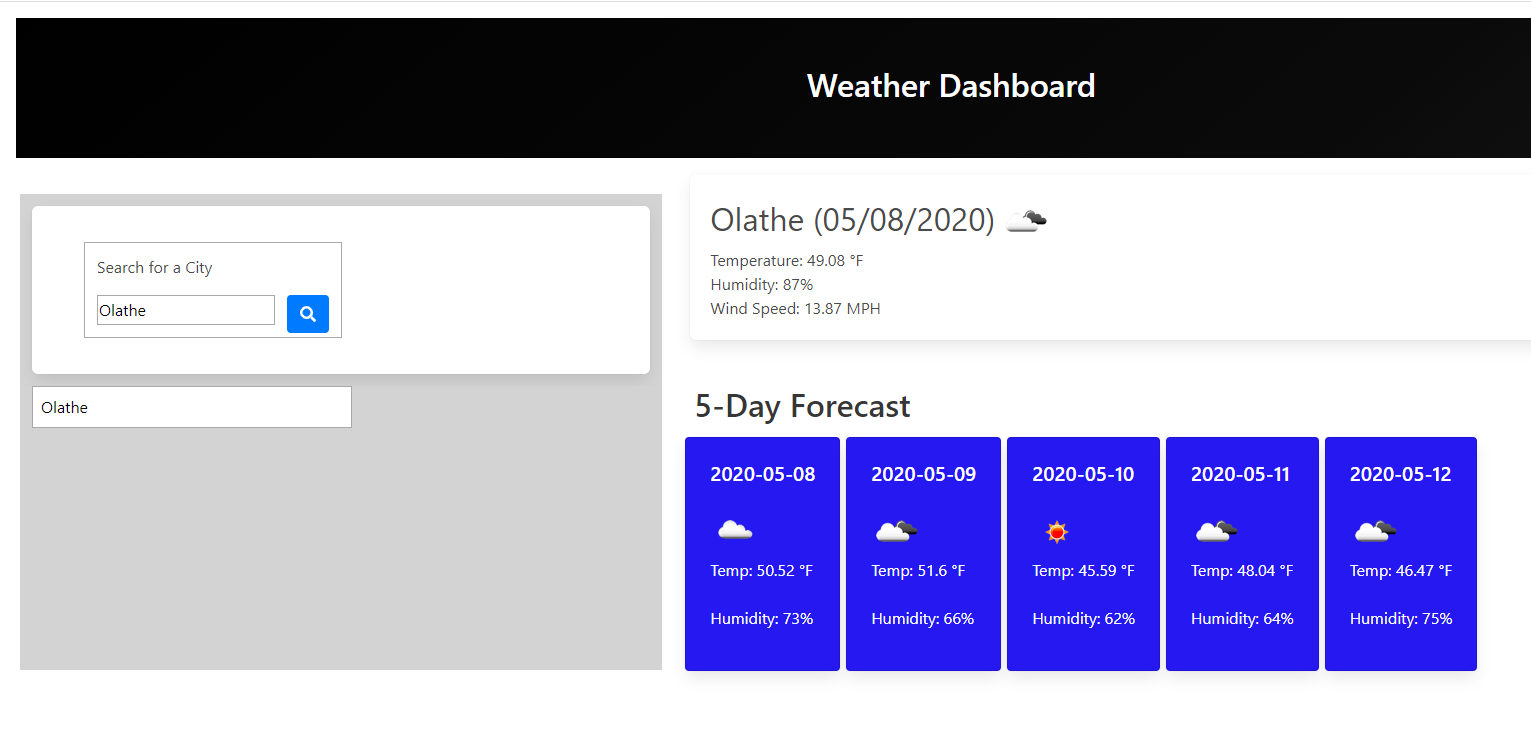 Weather Dashboard
Search for a City
Olathe
Olathe
Olathe (05/08/2020)
Temperature: 49.08 °F
Humidity: 87%
Wind Speed: 13.87 MPH
5-Day Forecast
2020-05-08
Temp: 50.52 °F
Humidity: 73%
2020-05-09
Temp: 51.6 °F
Humidity: 66%
2020-05-10
Temp: 45.59 °F
Humidity: 62%
2020-05-11
Temp: 48.04 °F
Humidity: 64%
2020-05-12
Temp: 46.47 °F
Humidity: 75%